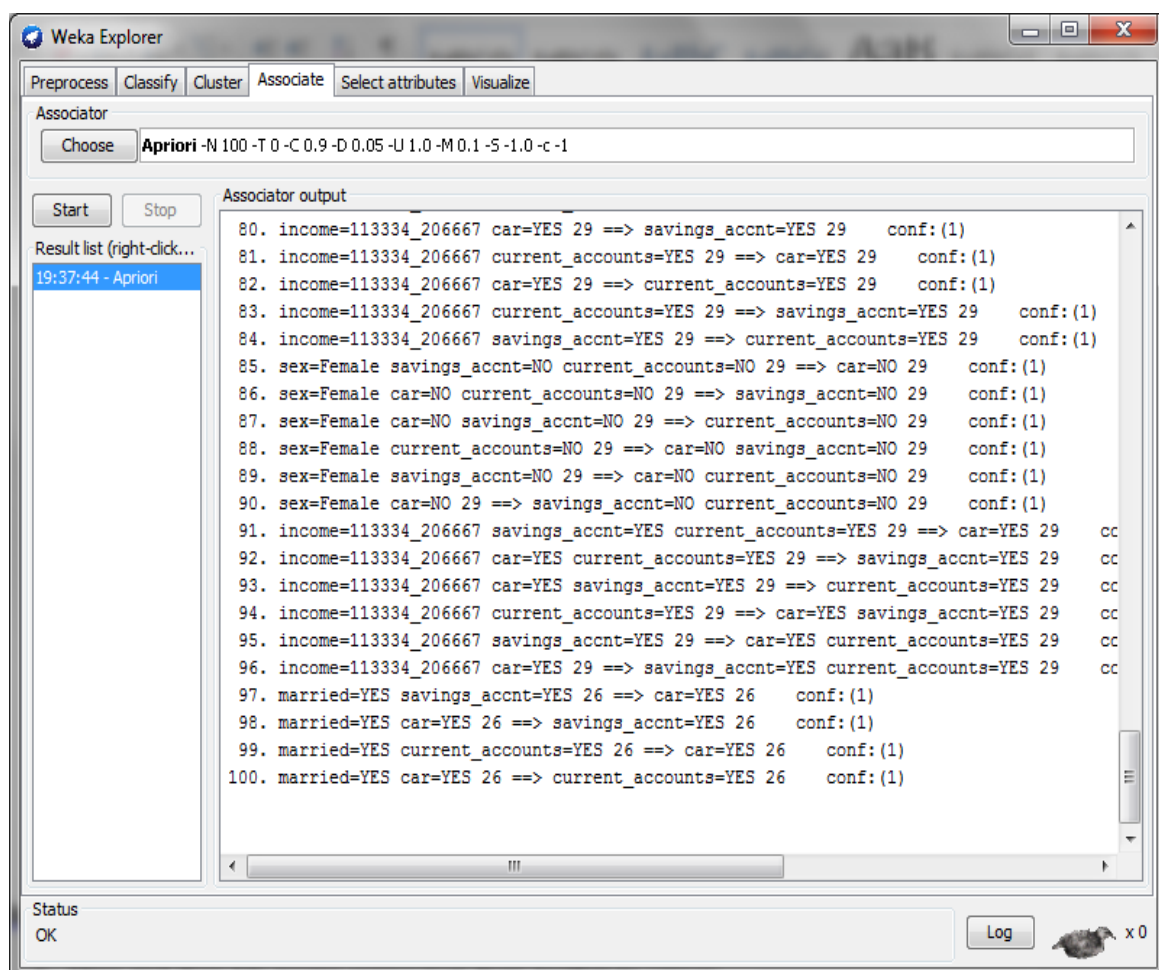 Weka Explorer
Preprocess Classify Cluster Associate Select attributes Visualize
Associator
Choose Apriori -N 100 -T 0 -C 0.9 -D 0.05 -U 1.0 -M 0.1 -S -1.0 -c -1
Start Stop
Associator output
Result list (right-click...
19:37:44 - Apriori
80. income=113334_206667 car=YES 29 ==> savings_accnt=YES 29 conf:(1)
81. income=113334_206667 current_accounts=YES 29 ==> car=YES 29 conf:(1)
82. income=113334_206667 car=YES 29 ==> current_accounts=YES 29 conf:(1)
83. income=113334_206667 current_accounts=YES 29 ==> savings_accnt=YES 29 conf:(1)
84. income=113334_206667 savings_accnt=YES 29 ==> current_accounts=YES 29 conf:(1)
85. sex=Female savings_accnt=NO current_accounts=NO 29 ==> car=NO 29 conf:(1)
86. sex=Female car=NO current_accounts=NO 29 ==> savings_accnt=NO 29 conf:(1)
87. sex=Female car=NO savings_accnt=NO 29 ==> current_accounts=NO 29 conf:(1)
88. sex=Female current_accounts=NO 29 ==> car=NO savings_accnt=NO 29 conf:(1)
89. sex=Female savings_accnt=NO 29 ==> car=NO current_accounts=NO 29 conf:(1)
90. sex=Female car=NO 29 ==> savings_accnt=NO current_accounts=NO 29 conf:(1)
91. income=113334_206667 savings_accnt=YES current_accounts=YES 29 ==> car=YES 29 co
92. income=113334_206667 car=YES current_accounts=YES 29 ==> savings_accnt=YES 29 co
93. income=113334_206667 car=YES savings_accnt=YES 29 ==> current_accounts=YES 29 co
94. income=113334_206667 current_accounts=YES 29 ==> car=YES savings_accnt=YES 29 co
95. income=113334_206667 savings_accnt=YES 29 ==> car=YES current_accounts=YES 29 co
96. income=113334_206667 car=YES 29 ==> savings_accnt=YES current_accounts=YES 29 co
97. married=YES savings_accnt=YES 26 ==> car=YES 26 conf:(1)
98. married=YES car=YES 26 ==> savings_accnt=YES 26 conf:(1)
99. married=YES current_accounts=YES 26 ==> car=YES 26 conf:(1)
100. married=YES car=YES 26 ==> current_accounts=YES 26 conf:(1)
Status
OK
Log x 0